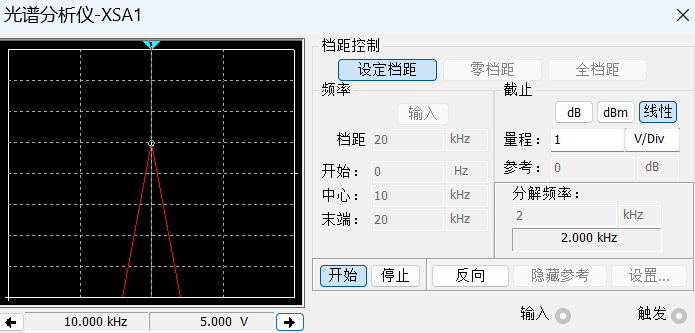 光谱分析仪-XSA1
1
档距控制
设定档距 零档距 全档距
频率
输入
档距 20 kHz
开始: 0 Hz
中心: 10 kHz
末端: 20 kHz
截止
dB dBm 线性
量程: 1 V/Div
参考: 0 dB
分解频率:
2 kHz
2.000 kHz
开始 停止 反向 隐藏参考 设置...
10.000 kHz 5.000 V
输入 触发